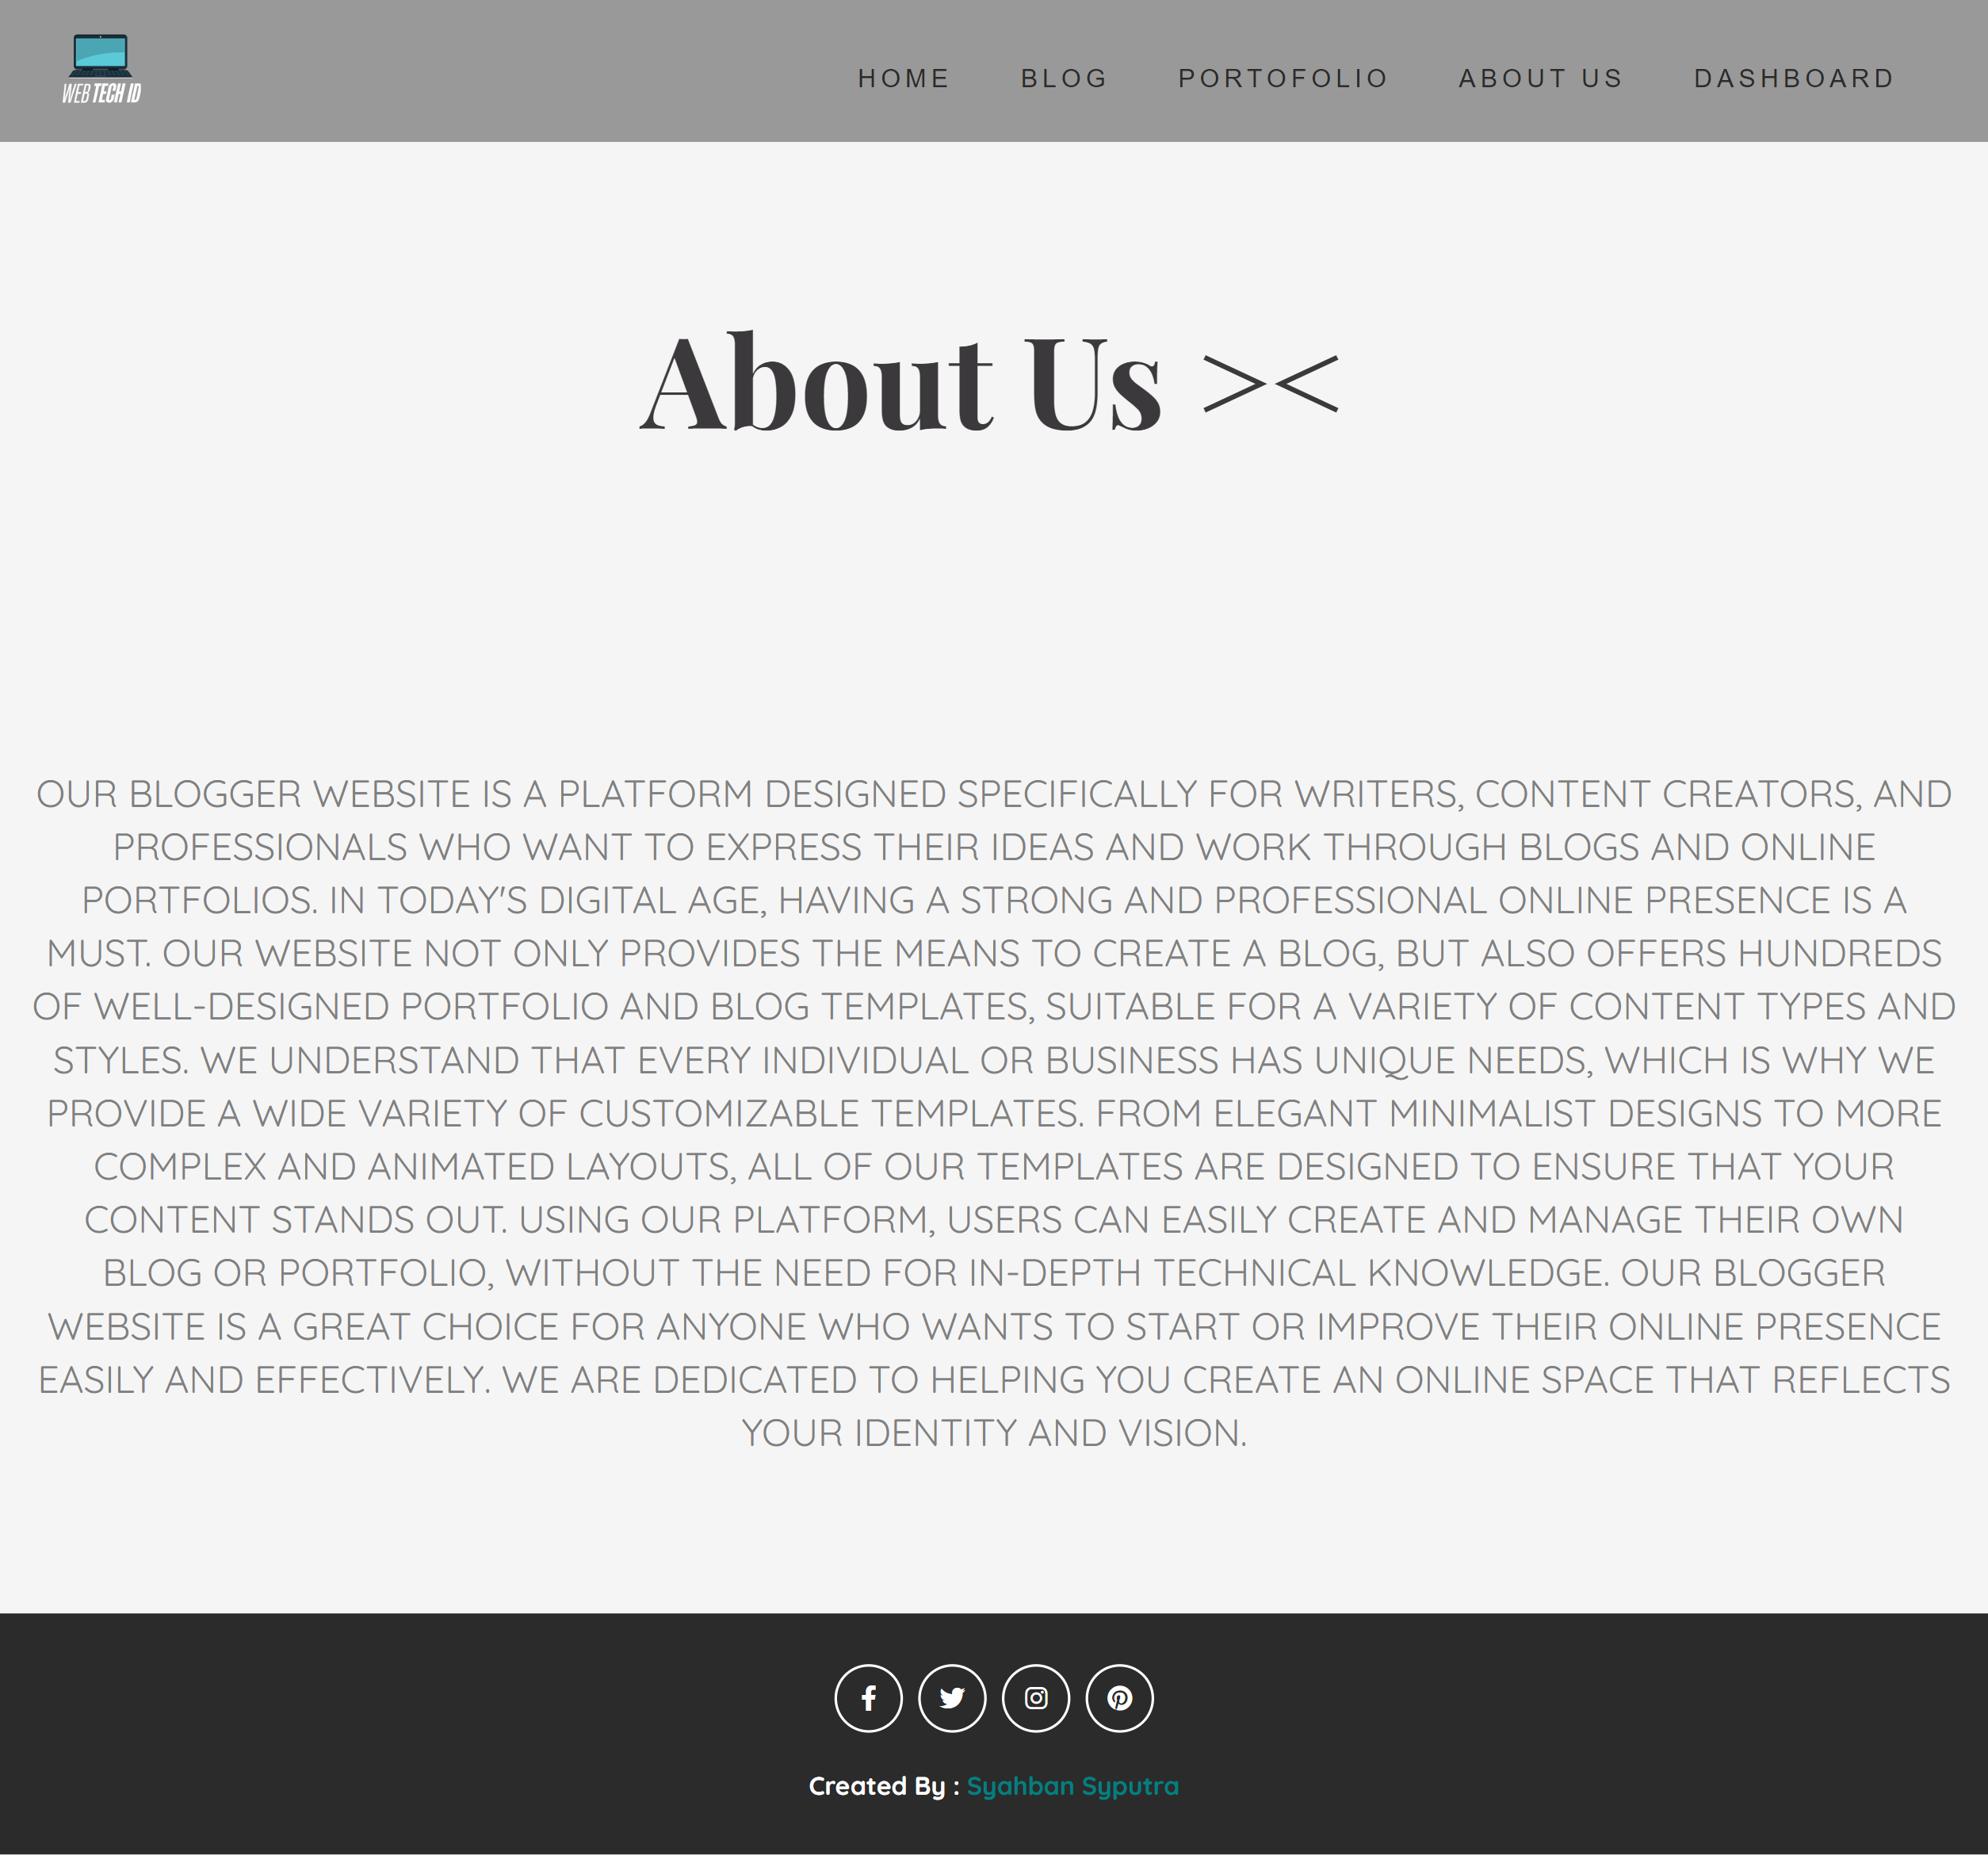 WEB TECH ID
HOME BLOG PORTOFOLIO ABOUT US DASHBOARD
About Us ><
OUR BLOGGER WEBSITE IS A PLATFORM DESIGNED SPECIFICALLY FOR WRITERS, CONTENT CREATORS, AND
PROFESSIONALS WHO WANT TO EXPRESS THEIR IDEAS AND WORK THROUGH BLOGS AND ONLINE
PORTFOLIOS. IN TODAY'S DIGITAL AGE, HAVING A STRONG AND PROFESSIONAL ONLINE PRESENCE IS A
MUST. OUR WEBSITE NOT ONLY PROVIDES THE MEANS TO CREATE A BLOG, BUT ALSO OFFERS HUNDREDS
OF WELL-DESIGNED PORTFOLIO AND BLOG TEMPLATES, SUITABLE FOR A VARIETY OF CONTENT TYPES AND
STYLES. WE UNDERSTAND THAT EVERY INDIVIDUAL OR BUSINESS HAS UNIQUE NEEDS, WHICH IS WHY WE
PROVIDE A WIDE VARIETY OF CUSTOMIZABLE TEMPLATES. FROM ELEGANT MINIMALIST DESIGNS TO MORE
COMPLEX AND ANIMATED LAYOUTS, ALL OF OUR TEMPLATES ARE DESIGNED TO ENSURE THAT YOUR
CONTENT STANDS OUT. USING OUR PLATFORM, USERS CAN EASILY CREATE AND MANAGE THEIR OWN
BLOG OR PORTFOLIO, WITHOUT THE NEED FOR IN-DEPTH TECHNICAL KNOWLEDGE. OUR BLOGGER
WEBSITE IS A GREAT CHOICE FOR ANYONE WHO WANTS TO START OR IMPROVE THEIR ONLINE PRESENCE
EASILY AND EFFECTIVELY. WE ARE DEDICATED TO HELPING YOU CREATE AN ONLINE SPACE THAT REFLECTS
YOUR IDENTITY AND VISION.
Created By : Syahban Syputra